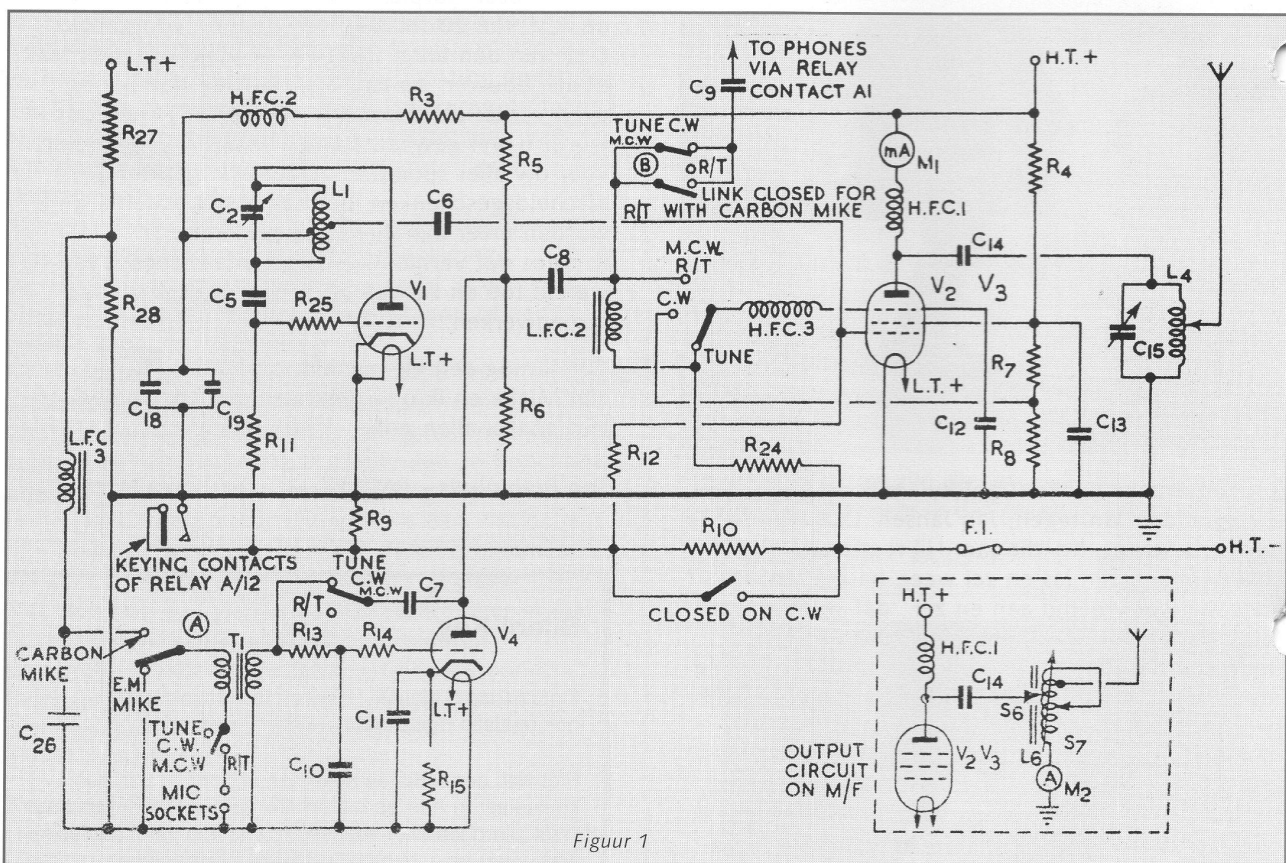 L.T +
R27
H.F.C.2
R3
TO PHONES
VIA RELAY
CONTACT A1
C9
H.T. +
TUNE C.W
M.C.W
B
R/T
LINK CLOSED FOR
R/T WITH CARBON MIKE
R5
mA
M1
R4
H.F.C.1
C2
L1
C6
C14
L4
R28
C5
R25
V1
L.T +
C8
M.C.W.
R/T
C.W
L.F.C.2
TUNE
H.F.C.3
V2 V3
L.T. +
C15
R7
C18
C19
R11
R6
R12
R24
C12
R8
C13
L.F.C
3
R9
R10
F.I.
H.T. -
KEYING CONTACTS
OF RELAY A/12
TUNE
C.W
M.C.W
R/T
C7
CLOSED ON C.W
A
T1
R13
R14
V4
CARBON
MIKE
E.M
MIKE
C26
TUNE
C.W.
M.C.W
R/T
MIC
SOCKETS
C10
C11
L.T+
R15
H.T +
H.F.C.1
C14
S6
L6
S7
V2 V3
A
M2
OUTPUT
CIRCUIT
ON M/F
Figuur 1